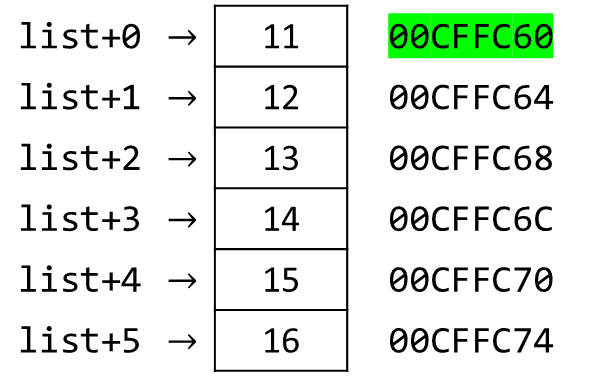 list+0 → 11 00CFFC60
list+1 → 12 00CFFC64
list+2 → 13 00CFFC68
list+3 → 14 00CFFC6C
list+4 → 15 00CFFC70
list+5 → 16 00CFFC74